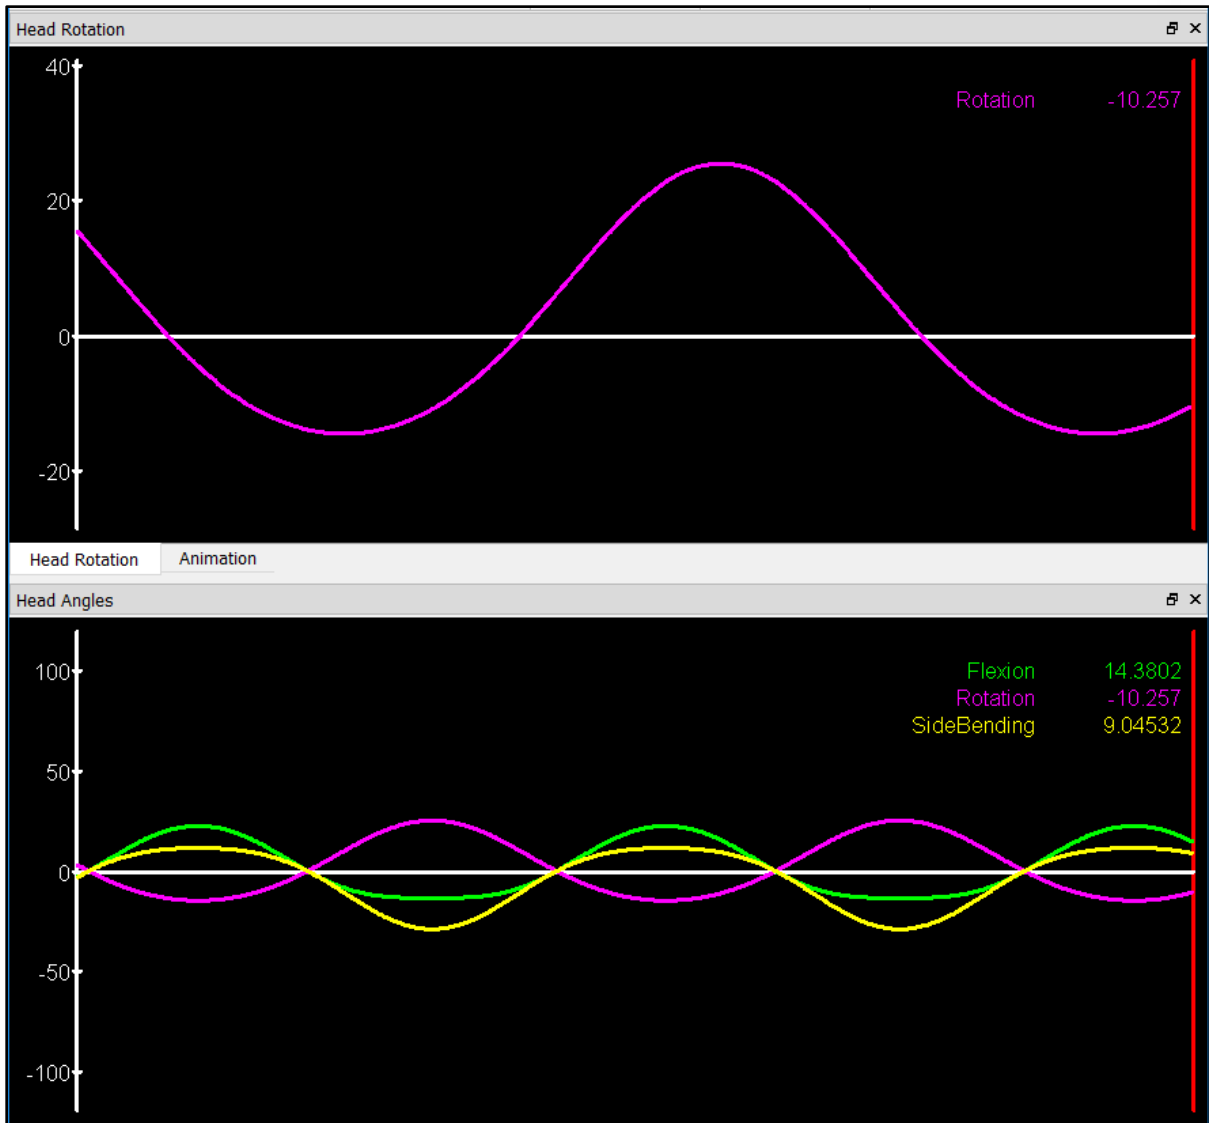 Head Rotation
40
Rotation -10.257
20
0
-20
Head Rotation Animation
Head Angles
100
Flexion 14.3802
Rotation -10.257
SideBending 9.04532
50
0
-50
-100